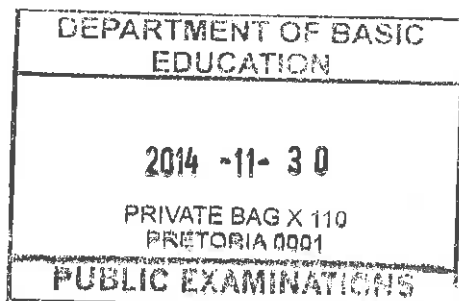 DEPARTMENT OF BASIC
EDUCATION
2014 -11- 30
PRIVATE BAG X 110
PRETORIA 0001
PUBLIC EXAMINATIONS